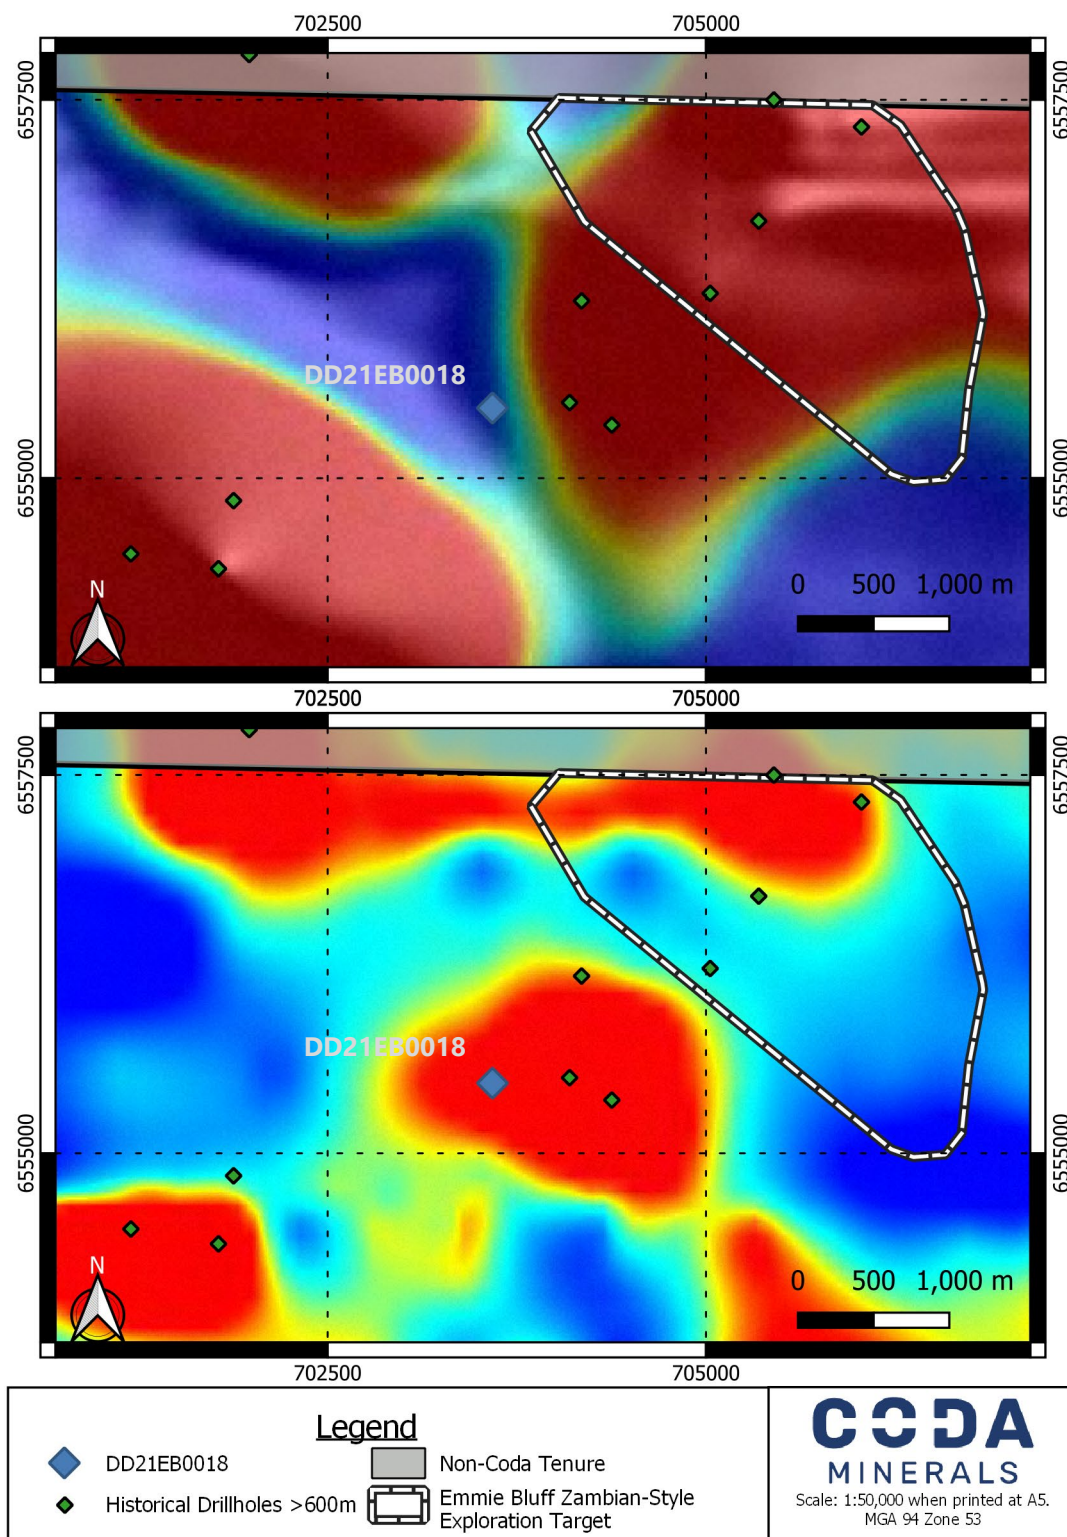 702500 705000
6557500 6557500
DD21EB0018
6555000 6555000
0 500 1,000 m
N
702500 705000
6557500 6557500
DD21EB0018
6555000 6555000
N
0 500 1,000 m
702500 705000
Legend
DD21EB0018
Historical Drillholes >600m
Non-Coda Tenure
Emmie Bluff Zambian-Style
Exploration Target
CODA
MINERALS
Scale: 1:50,000 when printed at A5.
MGA 94 Zone 53